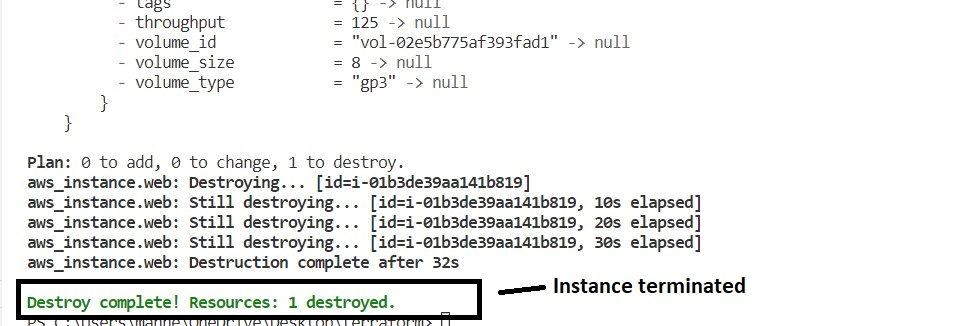 - tags = {} -> null
- throughput = 125 -> null
- volume_id = "vol-02e5b775af393fad1" -> null
- volume_size = 8 -> null
- volume_type = "gp3" -> null
}
}
Plan: 0 to add, 0 to change, 1 to destroy.
aws_instance.web: Destroying... [id=i-01b3de39aa141b819]
aws_instance.web: Still destroying... [id=i-01b3de39aa141b819, 10s elapsed]
aws_instance.web: Still destroying... [id=i-01b3de39aa141b819, 20s elapsed]
aws_instance.web: Still destroying... [id=i-01b3de39aa141b819, 30s elapsed]
aws_instance.web: Destruction complete after 32s
Destroy complete! Resources: 1 destroyed.
Instance terminated
PS C:\Users\manne\OneDrive\Desktop\terraform>